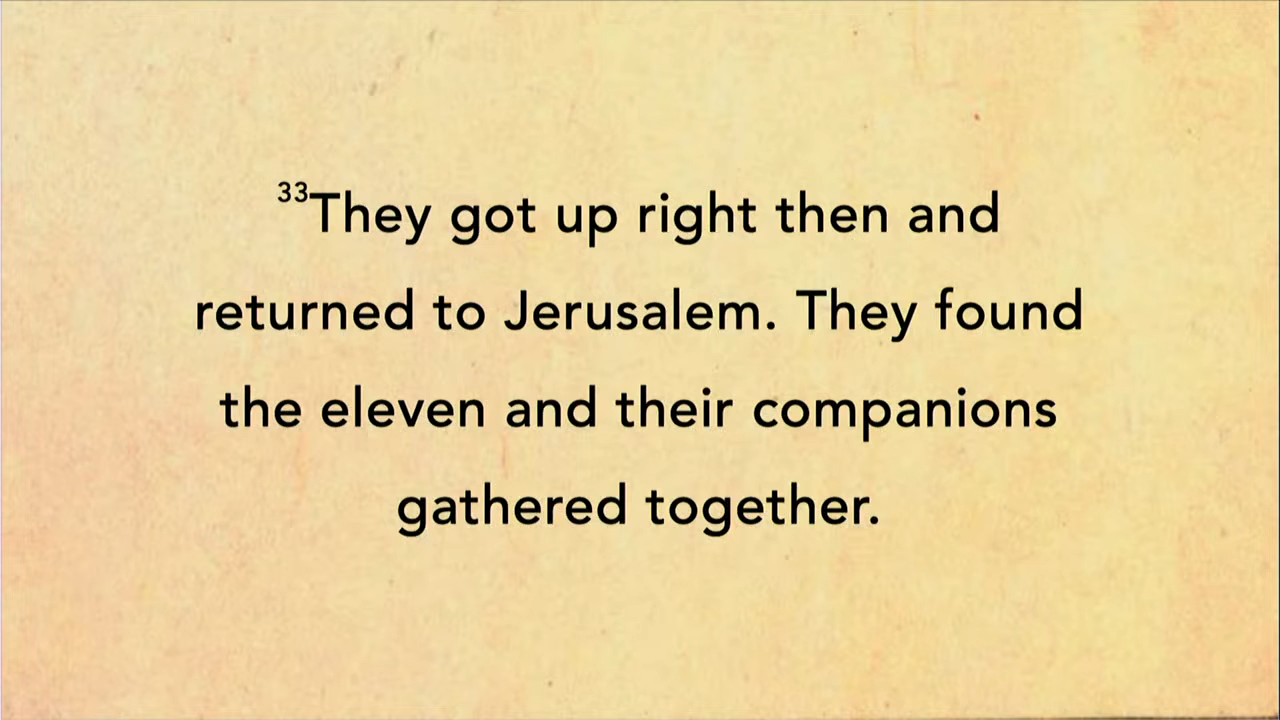 33They got up right then and
returned to Jerusalem. They found
the eleven and their companions
gathered together.